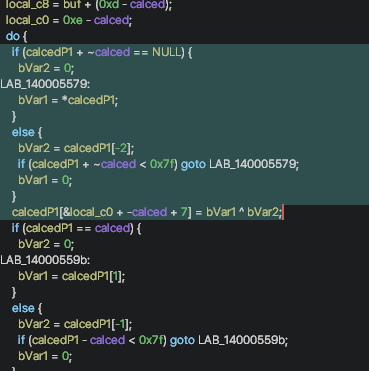 local_c8 = buf + (0xd - calced);
local_c0 = 0xe - calced;
do {
if (calcedP1 + ~calced == NULL) {
bVar2 = 0;
LAB_140005579:
bVar1 = *calcedP1;
}
else {
bVar2 = calcedP1[-2];
if (calcedP1 + ~calced < 0x7f) goto LAB_140005579;
bVar1 = 0;
}
calcedP1[&local_c0 + -calced + 7] = bVar1 ^ bVar2;
if (calcedP1 == calced) {
bVar2 = 0;
LAB_14000559b:
bVar1 = calcedP1[1];
}
else {
bVar2 = calcedP1[-1];
if (calcedP1 - calced < 0x7f) goto LAB_14000559b;
bVar1 = 0;